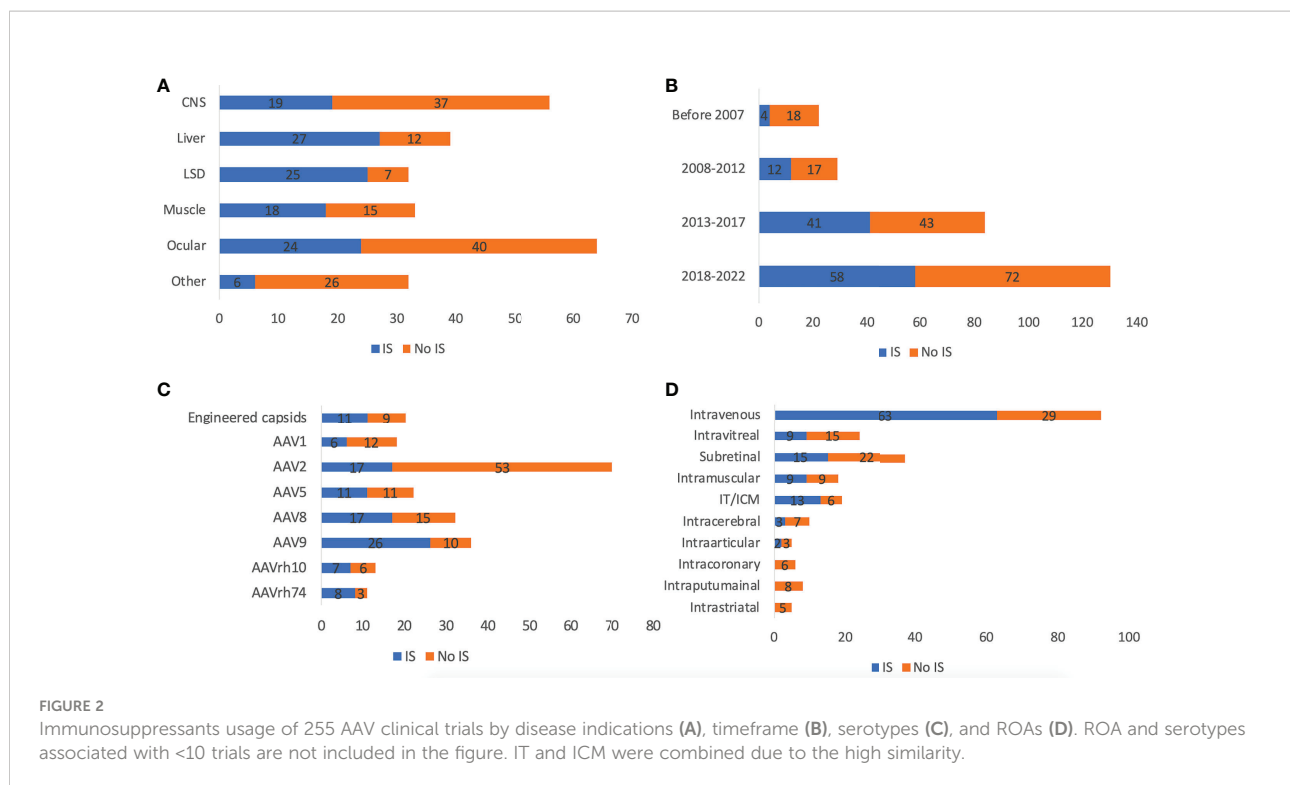 A
CNS 19 37
Liver 27 12
LSD 25 7
Muscle 18 15
Ocular 24 40
Other 6 26
0 10 20 30 40 50 60 70
IS No IS
B
Before 2007 4 18
2008-2012 12 17
2013-2017 41 43
2018-2022 58 72
0 20 40 60 80 100 120 140
IS No IS
C
Engineered capsids 11 9
AAV1 6 12
AAV2 17 53
AAV5 11 11
AAV8 17 15
AAV9 26 10
AAVrh10 7 6
AAVrh74 8 3
0 10 20 30 40 50 60 70 80
IS No IS
D
Intravenous 63 29
Intravitreal 9 15
Subretinal 15 22
Intramuscular 9 9
IT/ICM 13 6
Intracerebral 3 7
Intraarticular 2 3
Intracoronary 6
Intraputumainal 8
Intrastriatal 5
0 20 40 60 80 100
IS No IS
FIGURE 2
Immunosuppressants usage of 255 AAV clinical trials by disease indications (A), timeframe (B), serotypes (C), and ROAs (D). ROA and serotypes
associated with <10 trials are not included in the figure. IT and ICM were combined due to the high similarity.